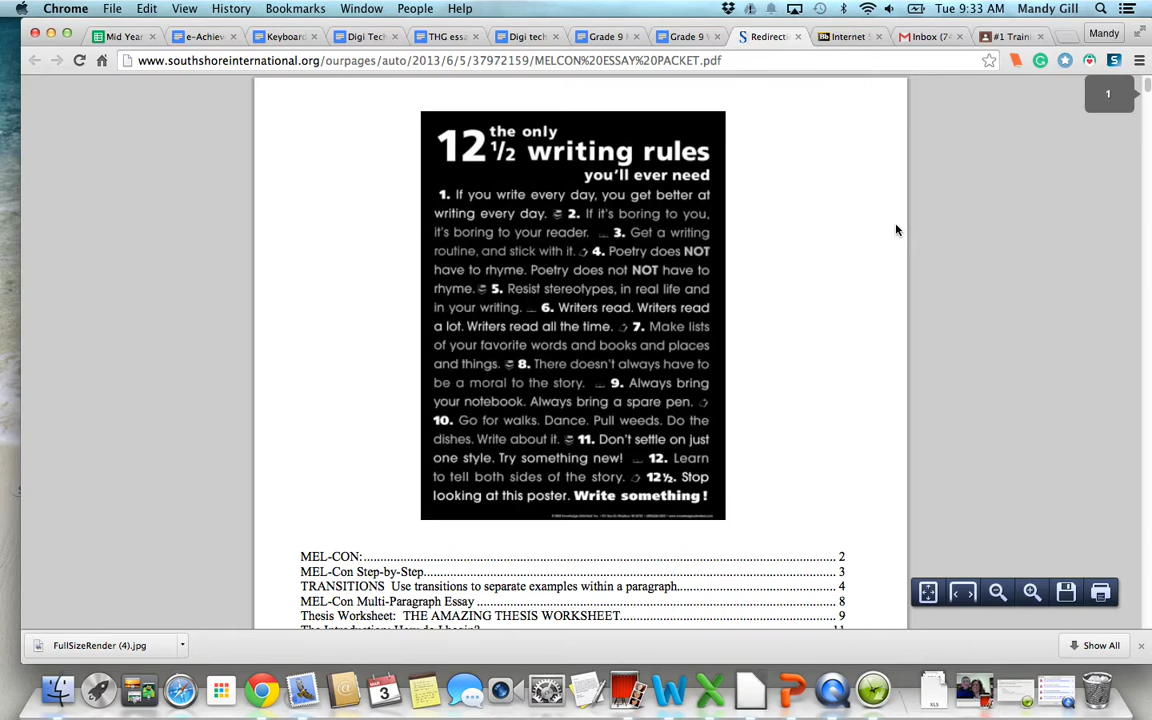 Chrome File Edit View History Bookmarks Window People Help Tue 9:33 AM Mandy Gill
Mid Year e-Achiev Keyboard Digi Tech THG essa Digi tech Grade 9 Grade 9 Redirecti Internet Inbox (74 #1 Traini Mandy
www.southshoreinternational.org/ourpages/auto/2013/6/5/37972159/MELCON%20ESSAY%20PACKET.pdf
1
12 1/2 the only
writing rules
you'll ever need
1. If you write every day, you get better at
writing every day. 2. If it's boring to you,
it's boring to your reader. 3. Get a writing
routine, and stick with it. 4. Poetry does NOT
have to rhyme. Poetry does not NOT have to
rhyme. 5. Resist stereotypes, in real life and
in your writing. 6. Writers read. Writers read
a lot. Writers read all the time. 7. Make lists
of your favorite words and books and places
and things. 8. There doesn't always have to
be a moral to the story. 9. Always bring
your notebook. Always bring a spare pen.
10. Go for walks. Dance. Pull weeds. Do the
dishes. Write about it. 11. Don't settle on just
one style. Try something new! 12. Learn
to tell both sides of the story. 12½. Stop
looking at this poster. Write something!
MEL-CON: 2
MEL-Con Step-by-Step 3
TRANSITIONS Use transitions to separate examples within a paragraph 4
MEL-Con Multi-Paragraph Essay 8
Thesis Worksheet: THE AMAZING THESIS WORKSHEET 9
The Introduction: How do I begin? 11
FullSizeRender (4).jpg Show All
MAR 3
XLS